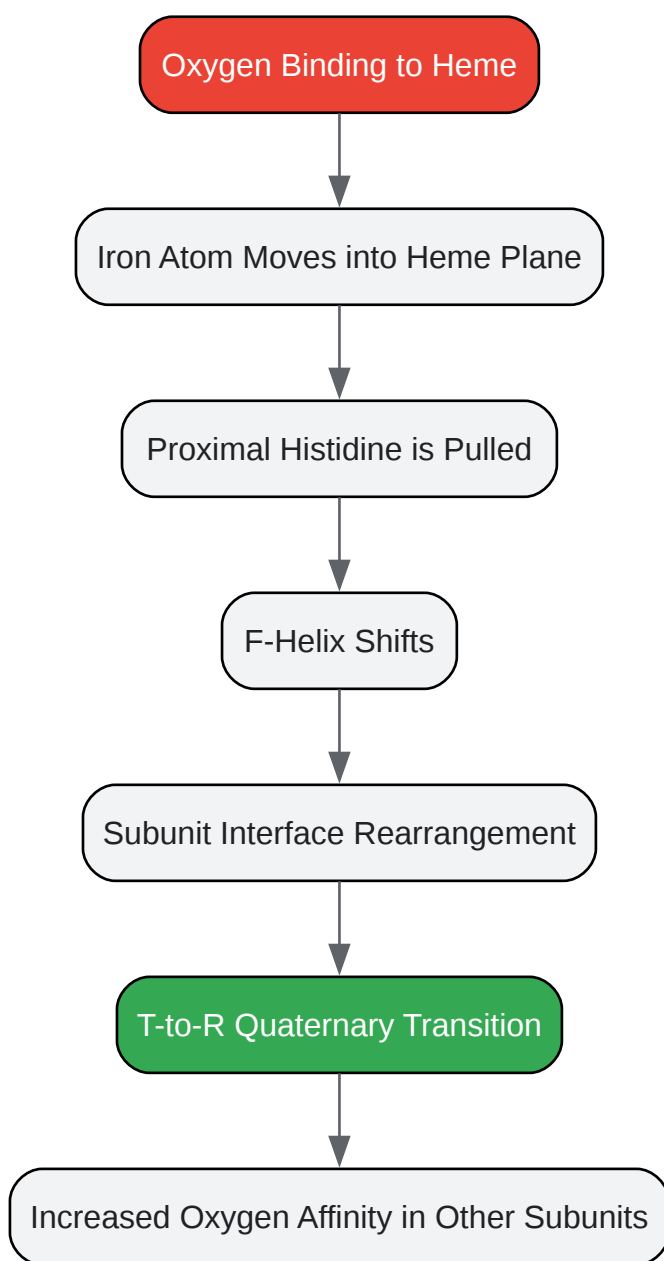 Oxygen Binding to Heme
Iron Atom Moves into Heme Plane
Proximal Histidine is Pulled
F-Helix Shifts
Subunit Interface Rearrangement
T-to-R Quaternary Transition
Increased Oxygen Affinity in Other Subunits